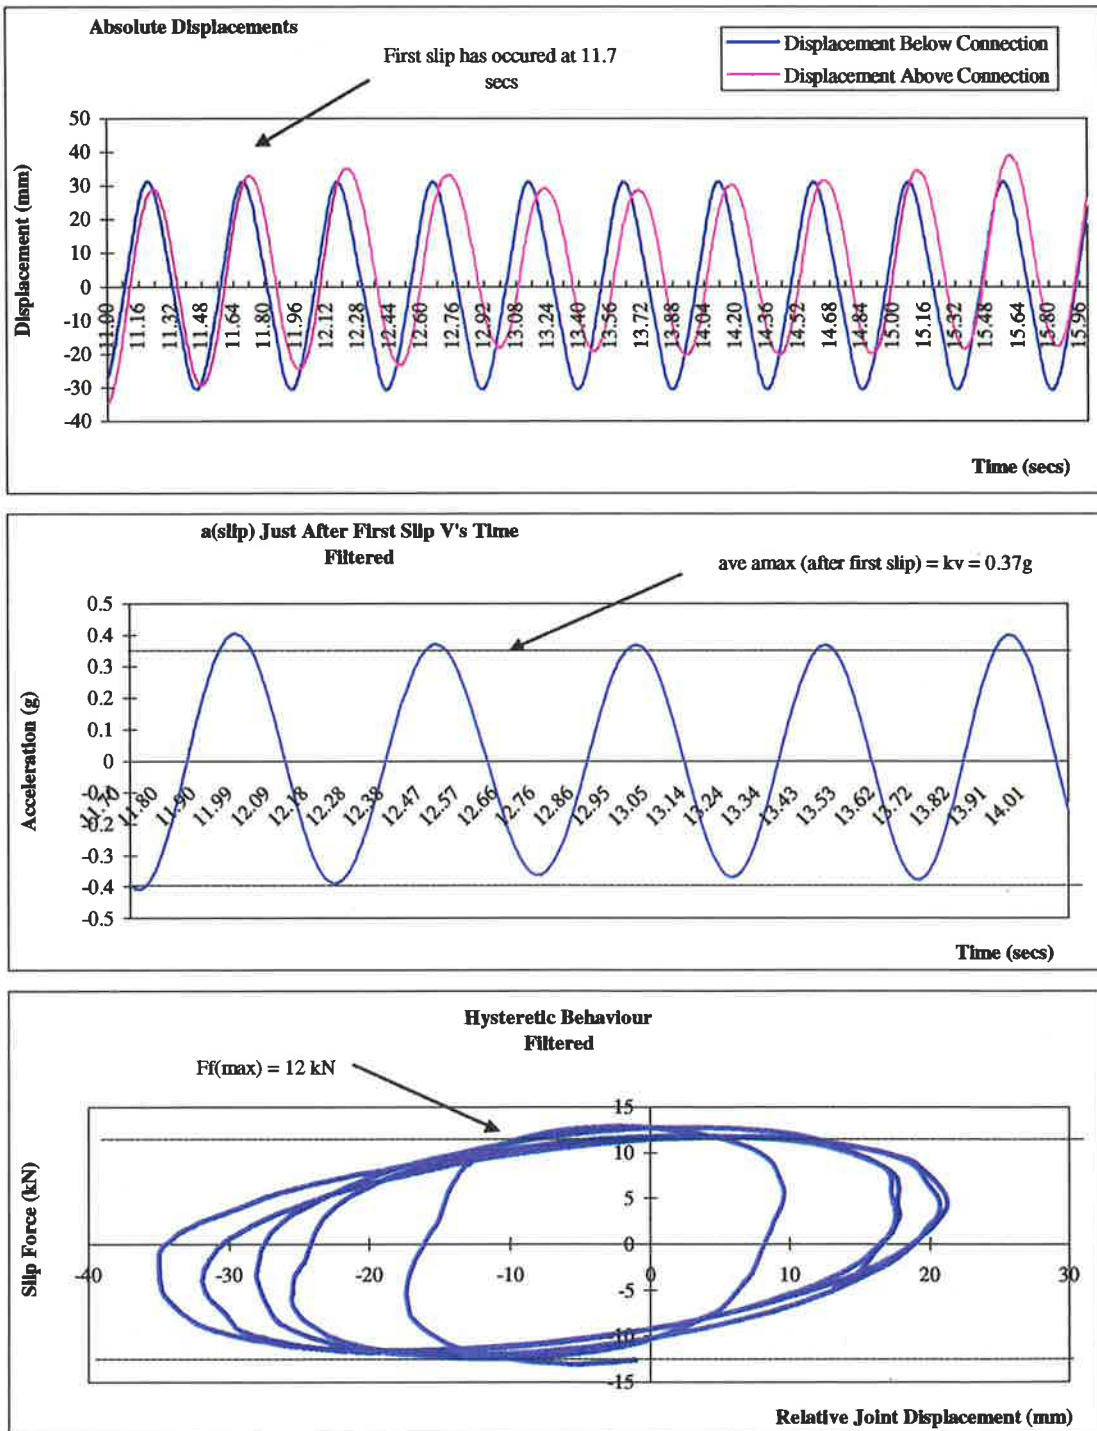 Absolute Displacements
First slip has occured at 11.7
secs
Displacement Below Connection
Displacement Above Connection
Displacement (mm)
50
40
30
20
10
0
-10
-20
-30
-40
11.00 11.16 11.32 11.48 11.64 11.80 11.96 12.12 12.28 12.44 12.60 12.76 12.92 13.08 13.24 13.40 13.56 13.72 13.88 14.04 14.20 14.36 14.52 14.68 14.84 15.00 15.16 15.32 15.48 15.64 15.80 15.96
Time (secs)
a(slip) Just After First Slip V's Time
Filtered
ave amax (after first slip) = kv = 0.37g
Acceleration (g)
0.5
0.4
0.3
0.2
0.1
0
-0.1
-0.2
-0.3
-0.4
-0.5
11.70 11.80 11.90 11.99 12.09 12.18 12.28 12.38 12.47 12.57 12.66 12.76 12.86 12.95 13.05 13.14 13.24 13.34 13.43 13.53 13.62 13.72 13.82 13.91 14.01
Time (secs)
Hysteretic Behaviour
Filtered
Ff(max) = 12 kN
Slip Force (kN)
15
10
5
0
-5
-10
-15
-40 -30 -20 -10 0 10 20 30
Relative Joint Displacement (mm)